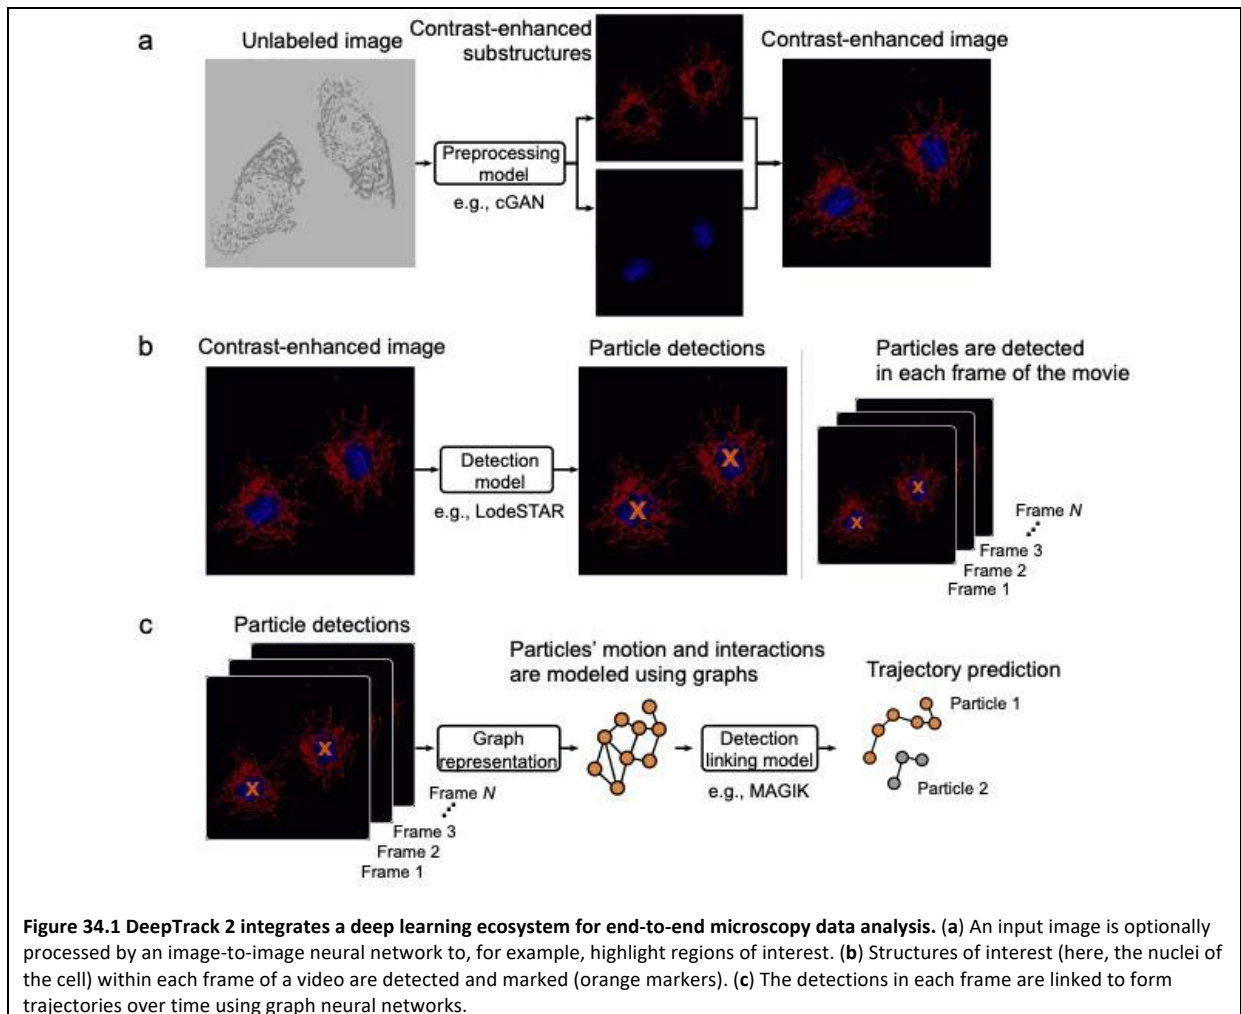 a
Unlabeled image
Contrast-enhanced
substructures
Contrast-enhanced image
Preprocessing
model
e.g., cGAN
b
Contrast-enhanced image
Particle detections
Particles are detected
in each frame of the movie
Detection
model
e.g., LodeSTAR
X
X
X
X
Frame N
Frame 3
Frame 2
Frame 1
c
Particle detections
Particles’ motion and interactions
are modeled using graphs
Trajectory prediction
X
X
Graph
representation
Detection
linking model
e.g., MAGIK
Particle 1
Particle 2
Frame N
Frame 3
Frame 2
Frame 1
Figure 34.1 DeepTrack 2 integrates a deep learning ecosystem for end-to-end microscopy data analysis. (a) An input image is optionally
processed by an image-to-image neural network to, for example, highlight regions of interest. (b) Structures of interest (here, the nuclei of
the cell) within each frame of a video are detected and marked (orange markers). (c) The detections in each frame are linked to form
trajectories over time using graph neural networks.